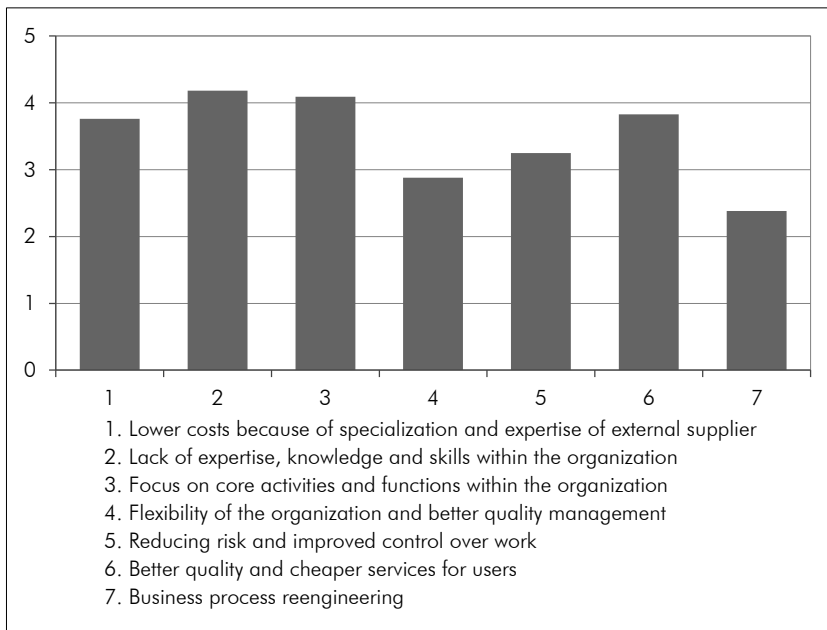 5
4
3
2
1
0
1 2 3 4 5 6 7
1. Lower costs because of specialization and expertise of external supplier
2. Lack of expertise, knowledge and skills within the organization
3. Focus on core activities and functions within the organization
4. Flexibility of the organization and better quality management
5. Reducing risk and improved control over work
6. Better quality and cheaper services for users
7. Business process reengineering